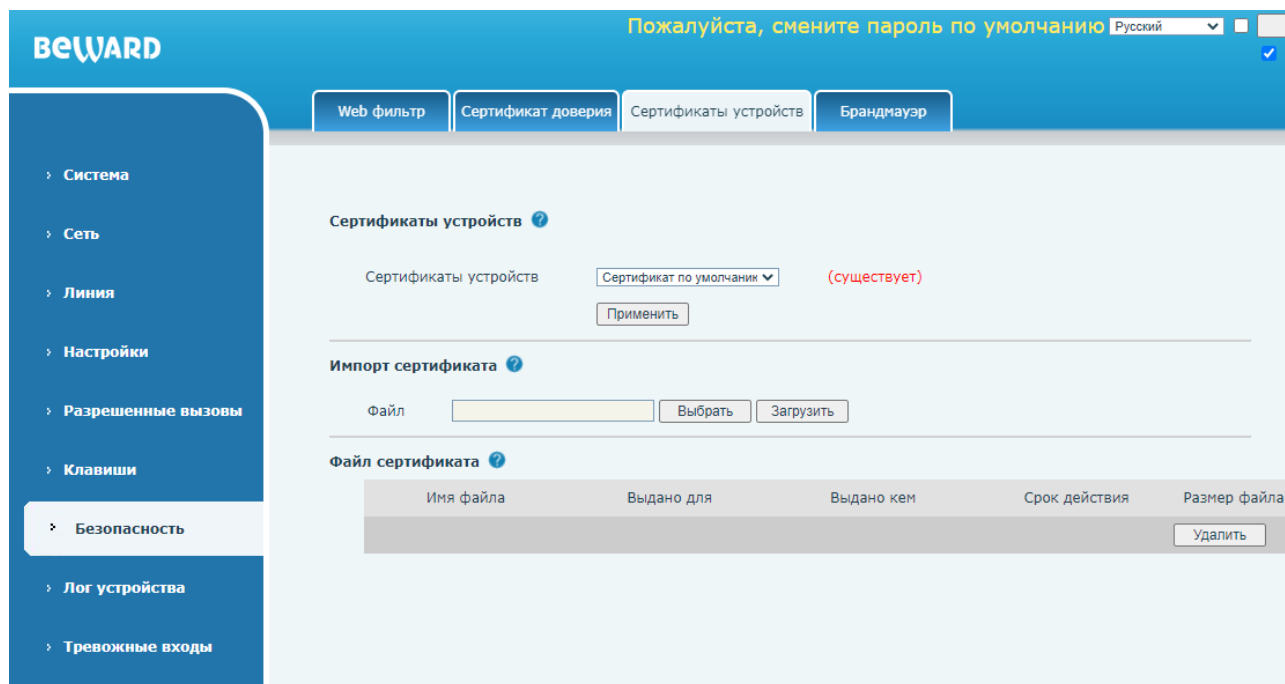 Пожалуйста, смените пароль по умолчанию Русский
BEWARD
Web фильтр Сертификат доверия Сертификаты устройств Брандмауэр
Система
Сеть
Линия
Настройки
Разрешенные вызовы
Клавиши
Безопасность
Лог устройства
Тревожные входы
Сертификаты устройств
Сертификаты устройств Сертификат по умолчаник (существует)
Применить
Импорт сертификата
Файл Выбрать Загрузить
Файл сертификата
Имя файла Выдано для Выдано кем Срок действия Размер файла
Удалить